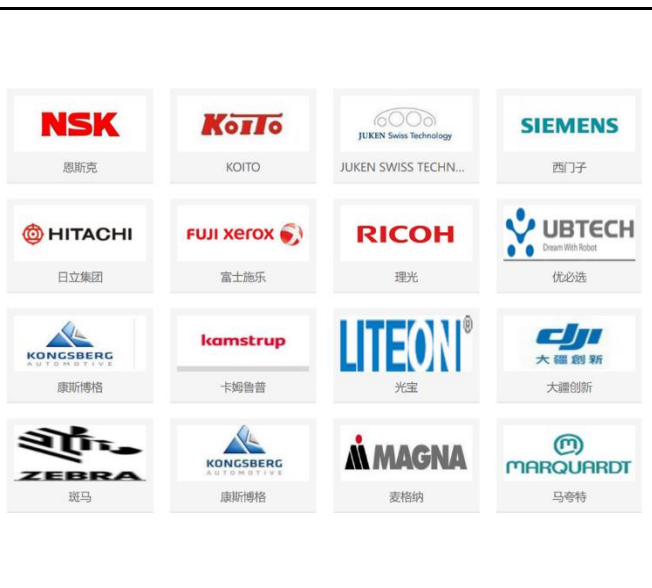 NSK
恩斯克
KOITO
KOITO
JUKEN Swiss Technology
JUKEN SWISS TECHN...
SIEMENS
西门子
HITACHI
日立集团
FUJI xerox
富士施乐
RICOH
理光
UBTECH
Dream With Robot
优必选
KONGSBERG
AUTOMOTIVE
康斯博格
kamstrup
卡姆鲁普
LITEON®
光宝
dji
大疆創新
大疆创新
ZEBRA
斑马
KONGSBERG
AUTOMOTIVE
康斯博格
MAGNA
麦格纳
m
MARQUARDT
马夸特